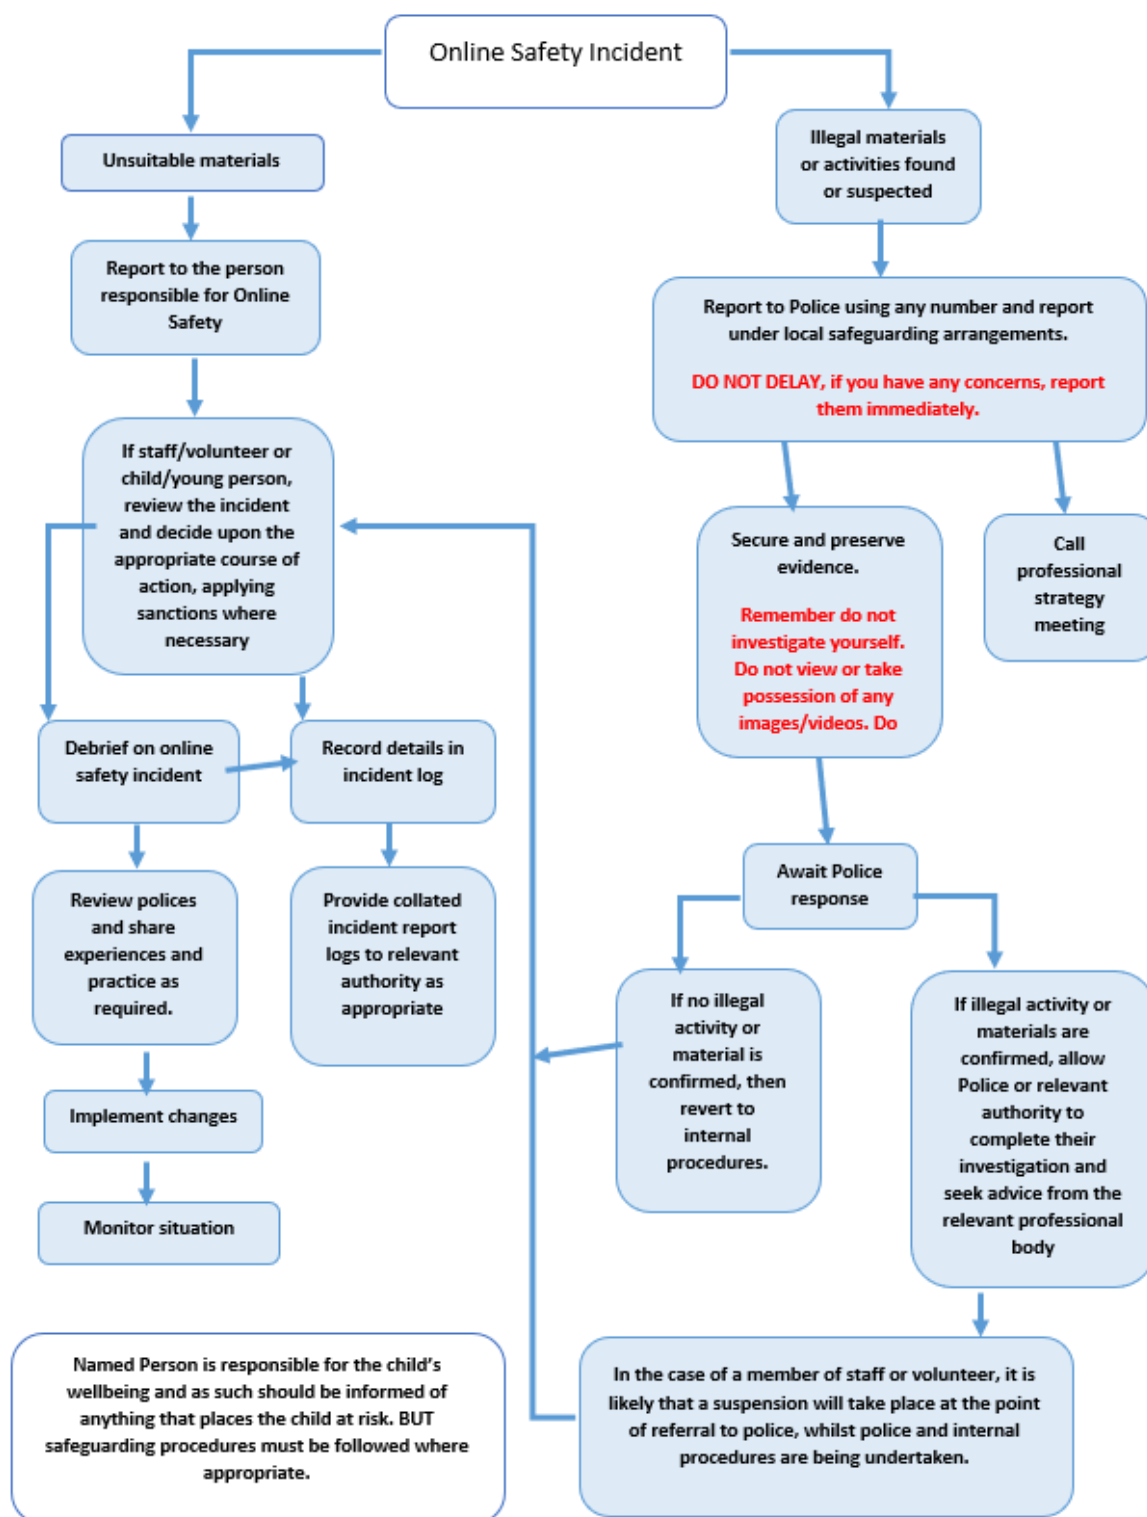 Online Safety Incident
Unsuitable materials
Report to the person
responsible for Online
Safety
If staff/volunteer or
child/young person,
review the incident
and decide upon the
appropriate course of
action, applying
sanctions where
necessary
Debrief on online
safety incident
Record details in
incident log
Review polices
and share
experiences and
practice as
required.
Provide collated
incident report
logs to relevant
authority as
appropriate
Implement changes
Monitor situation
Illegal materials
or activities found
or suspected
Report to Police using any number and report
under local safeguarding arrangements.
DO NOT DELAY, if you have any concerns, report
them immediately.
Secure and preserve
evidence.
Remember do not
investigate yourself.
Do not view or take
possession of any
images/videos. Do
Call
professional
strategy
meeting
Await Police
response
If no illegal
activity or
material is
confirmed, then
revert to
internal
procedures.
If illegal activity or
materials are
confirmed, allow
Police or relevant
authority to
complete their
investigation and
seek advice from the
relevant professional
body
In the case of a member of staff or volunteer, it is
likely that a suspension will take place at the point
of referral to police, whilst police and internal
procedures are being undertaken.
Named Person is responsible for the child's
wellbeing and as such should be informed of
anything that places the child at risk. BUT
safeguarding procedures must be followed where
appropriate.